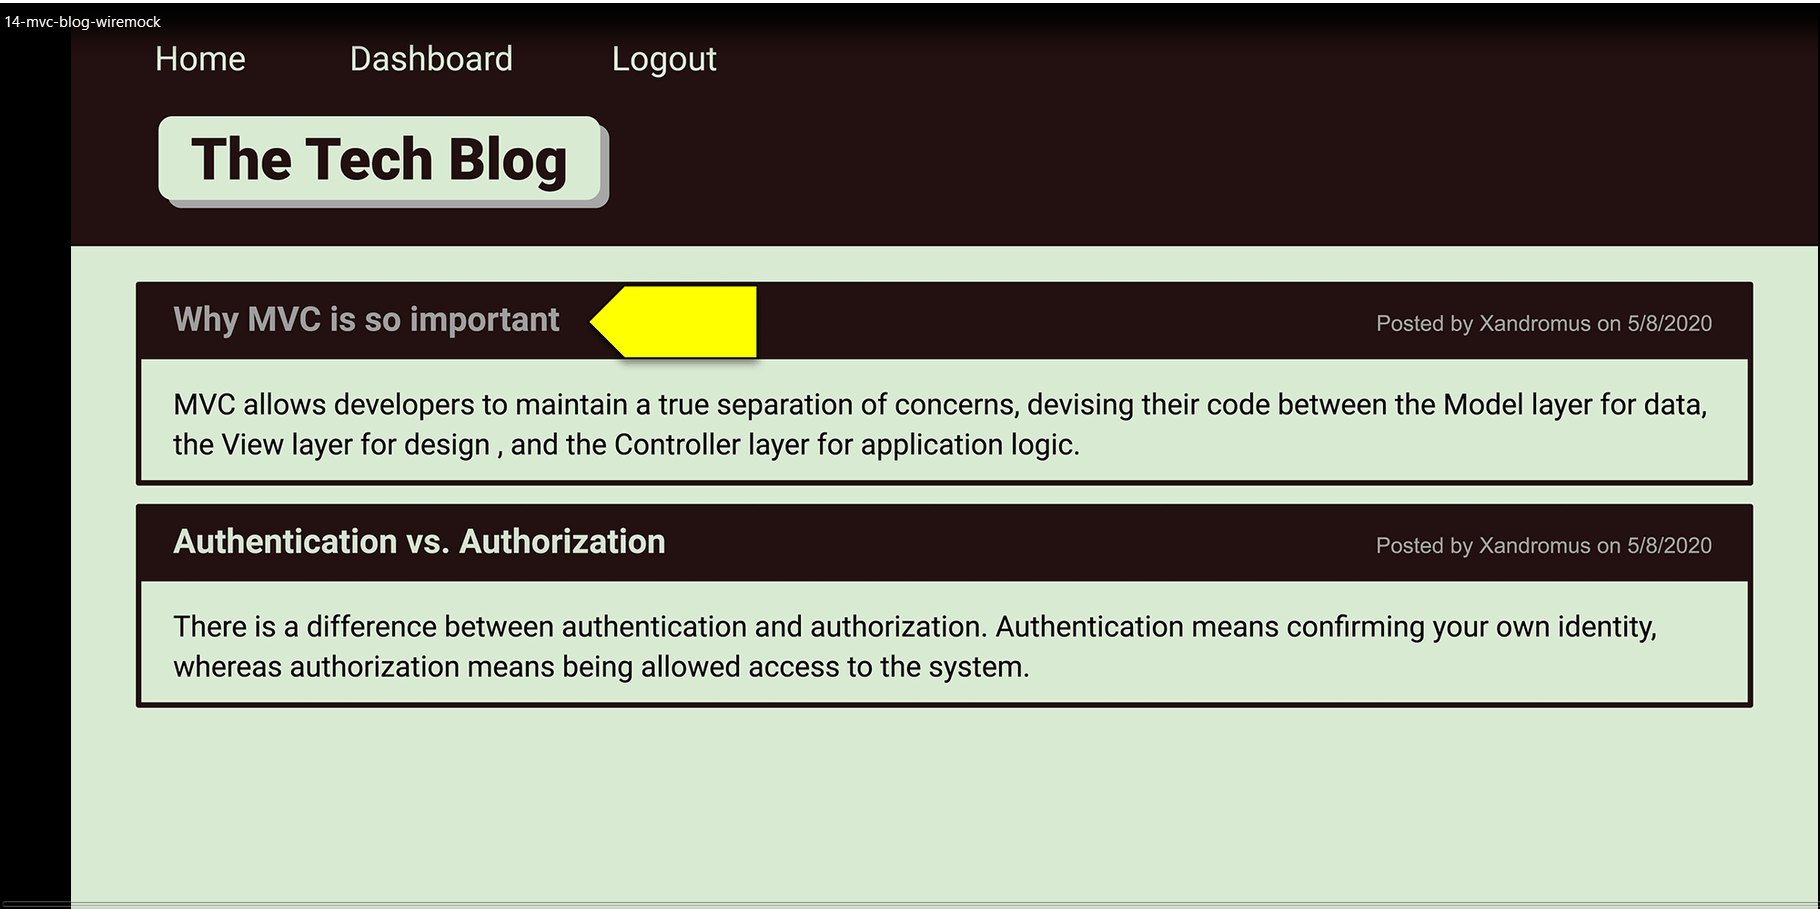 14-mvc-blog-wiremock
Home Dashboard Logout
The Tech Blog
Why MVC is so important
Posted by Xandromus on 5/8/2020
MVC allows developers to maintain a true separation of concerns, devising their code between the Model layer for data,
the View layer for design , and the Controller layer for application logic.
Authentication vs. Authorization
Posted by Xandromus on 5/8/2020
There is a difference between authentication and authorization. Authentication means confirming your own identity,
whereas authorization means being allowed access to the system.